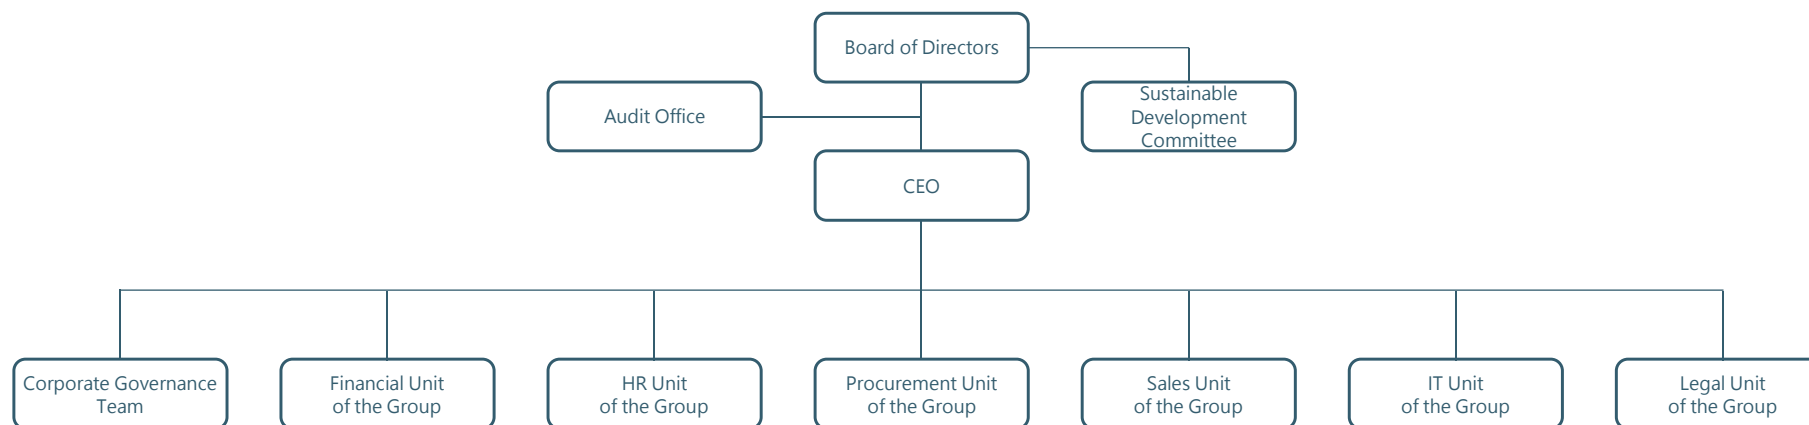 Board of Directors
Audit Office
Sustainable
Development
Committee
CEO
Corporate Governance
Team
Financial Unit
of the Group
HR Unit
of the Group
Procurement Unit
of the Group
Sales Unit
of the Group
IT Unit
of the Group
Legal Unit
of the Group